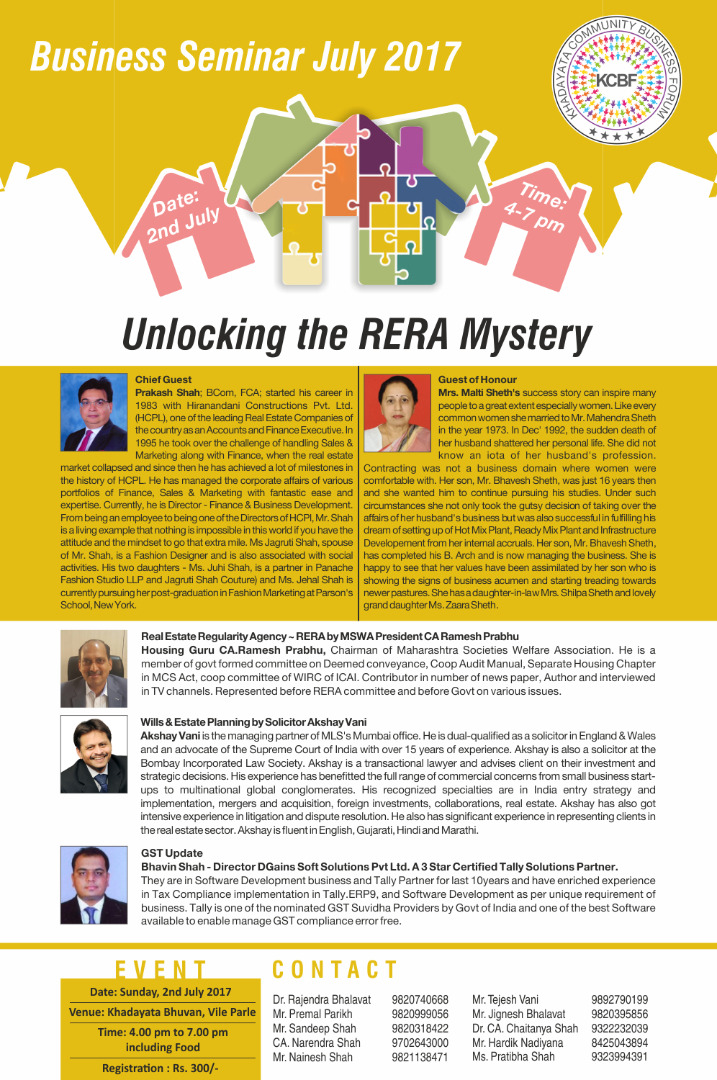 Business Seminar July 2017
KHADAYATA COMMUNITY BUSINESS FORUM
KCBF
Date:
2nd July
Time:
4-7 pm
Unlocking the RERA Mystery
Chief Guest
Prakash Shah; BCom, FCA; started his career in
1983 with Hiranandani Constructions Pvt. Ltd.
(HCPL), one of the leading Real Estate Companies of
the country as an Accounts and Finance Executive. In
1995 he took over the challenge of handling Sales &
Marketing along with Finance, when the real estate
market collapsed and since then he has achieved a lot of milestones in
the history of HCPL. He has managed the corporate affairs of various
portfolios of Finance, Sales & Marketing with fantastic ease and
expertise. Currently, he is Director - Finance & Business Development.
From being an employee to being one of the Directors of HCPl, Mr. Shah
is a living example that nothing is impossible in this world if you have the
attitude and the mindset to go that extra mile. Ms Jagruti Shah, spouse
of Mr. Shah, is a Fashion Designer and is also associated with social
activities. His two daughters - Ms. Juhi Shah, is a partner in Panache
Fashion Studio LLP and Jagruti Shah Couture) and Ms. Jehal Shah is
currently pursuing her post-graduation in Fashion Marketing at Parson's
School, New York.
Guest of Honour
Mrs. Malti Sheth's success story can inspire many
people to a great extent especially women. Like every
common women she married to Mr. Mahendra Sheth
in the year 1973. In Dec' 1992, the sudden death of
her husband shattered her personal life. She did not
know an iota of her husband's profession.
Contracting was not a business domain where women were
comfortable with. Her son, Mr. Bhavesh Sheth, was just 16 years then
and she wanted him to continue pursuing his studies. Under such
circumstances she not only took the gutsy decision of taking over the
affairs of her husband's business but was also successful in fulfilling his
dream of setting up of Hot Mix Plant, Ready Mix Plant and Infrastructure
Developement from her internal accruals. Her son, Mr. Bhavesh Sheth,
has completed his B. Arch and is now managing the business. She is
happy to see that her values have been assimilated by her son who is
showing the signs of business acumen and starting treading towards
newer pastures. She has a daughter-in-law Mrs. Shilpa Sheth and lovely
grand daughter Ms. Zaara Sheth.
Real Estate Regularity Agency ~ RERA by MSWA President CA Ramesh Prabhu
Housing Guru CA.Ramesh Prabhu, Chairman of Maharashtra Societies Welfare Association. He is a
member of govt formed committee on Deemed conveyance, Coop Audit Manual, Separate Housing Chapter
in MCS Act, coop committee of WIRC of ICAI. Contributor in number of news paper, Author and interviewed
in TV channels. Represented before RERA committee and before Govt on various issues.
Wills & Estate Planning by Solicitor Akshay Vani
Akshay Vani is the managing partner of MLS's Mumbai office. He is dual-qualified as a solicitor in England & Wales
and an advocate of the Supreme Court of India with over 15 years of experience. Akshay is also a solicitor at the
Bombay Incorporated Law Society. Akshay is a transactional lawyer and advises client on their investment and
strategic decisions. His experience has benefitted the full range of commercial concerns from small business start-
ups to multinational global conglomerates. His recognized specialties are in India entry strategy and
implementation, mergers and acquisition, foreign investments, collaborations, real estate. Akshay has also got
intensive experience in litigation and dispute resolution. He also has significant experience in representing clients in
the real estate sector. Akshay is fluent in English, Gujarati, Hindi and Marathi.
GST Update
Bhavin Shah - Director DGains Soft Solutions Pvt Ltd. A 3 Star Certified Tally Solutions Partner.
They are in Software Development business and Tally Partner for last 10years and have enriched experience
in Tax Compliance implementation in Tally.ERP9, and Software Development as per unique requirement of
business. Tally is one of the nominated GST Suvidha Providers by Govt of India and one of the best Software
available to enable manage GST compliance error free.
EVENT
Date: Sunday, 2nd July 2017
Venue: Khadayata Bhuvan, Vile Parle
Time: 4.00 pm to 7.00 pm
including Food
Registration : Rs. 300/-
CONTACT
Dr. Rajendra Bhalavat 9820740668
Mr. Premal Parikh 9820999056
Mr. Sandeep Shah 9820318422
CA. Narendra Shah 9702643000
Mr. Nainesh Shah 9821138471
Mr. Tejesh Vani 9892790199
Mr. Jignesh Bhalavat 9820395856
Dr. CA. Chaitanya Shah 9322232039
Mr. Hardik Nadiyana 8425043894
Ms. Pratibha Shah 9323994391